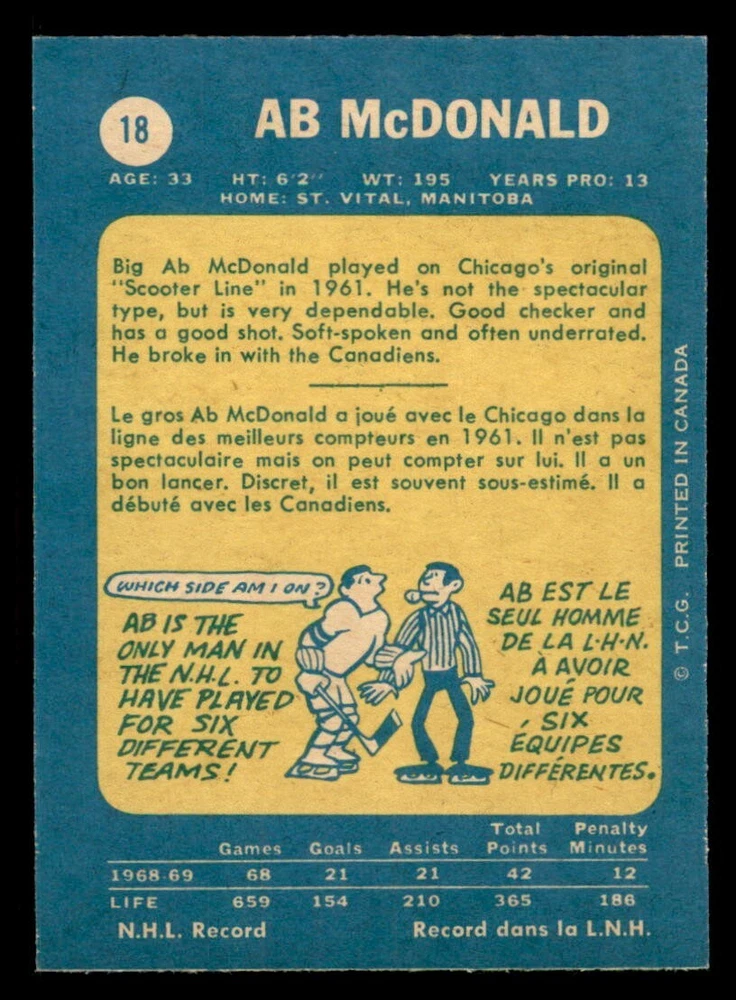 18
AB McDONALD
AGE: 33 HT: 6'2" WT: 195 YEARS PRO: 13
HOME: ST. VITAL, MANITOBA
Big Ab McDonald played on Chicago's original
"Scooter Line" in 1961. He's not the spectacular
type, but is very dependable. Good checker and
has a good shot. Soft-spoken and often underrated.
He broke in with the Canadiens.
Le gros Ab McDonald a joué avec le Chicago dans la
ligne des meilleurs compteurs en 1961. Il n'est pas
spectaculaire mais on peut compter sur lui. Il a un
bon lancer. Discret, il est souvent sous-estimé. Il a
débuté avec les Canadiens.
WHICH SIDE AM I ON?
AB IS THE
ONLY MAN IN
THE N.H.L. TO
HAVE PLAYED
FOR SIX
DIFFERENT
TEAMS!
AB EST LE
SEUL HOMME
DE LA L.H.N.
À AVOIR
JOUÉ POUR
SIX
ÉQUIPES
DIFFÉRENTES.
© T.C.G. PRINTED IN CANADA
Games Goals Assists Total Points Penalty Minutes
1968-69 68 21 21 42 12
LIFE 659 154 210 365 186
N.H.L. Record Record dans la L.N.H.